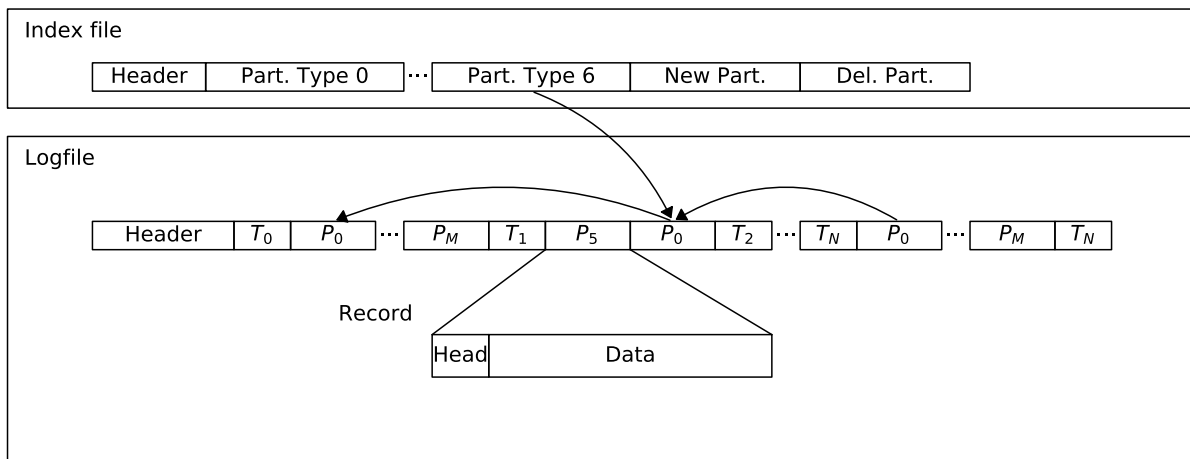 Index file
Header Part. Type 0 ... Part. Type 6 New Part. Del. Part.
Logfile
Header T0 P0 ... PM T1 P5 P0 T2 ... TN P0 ... PM TN
Record
Head Data